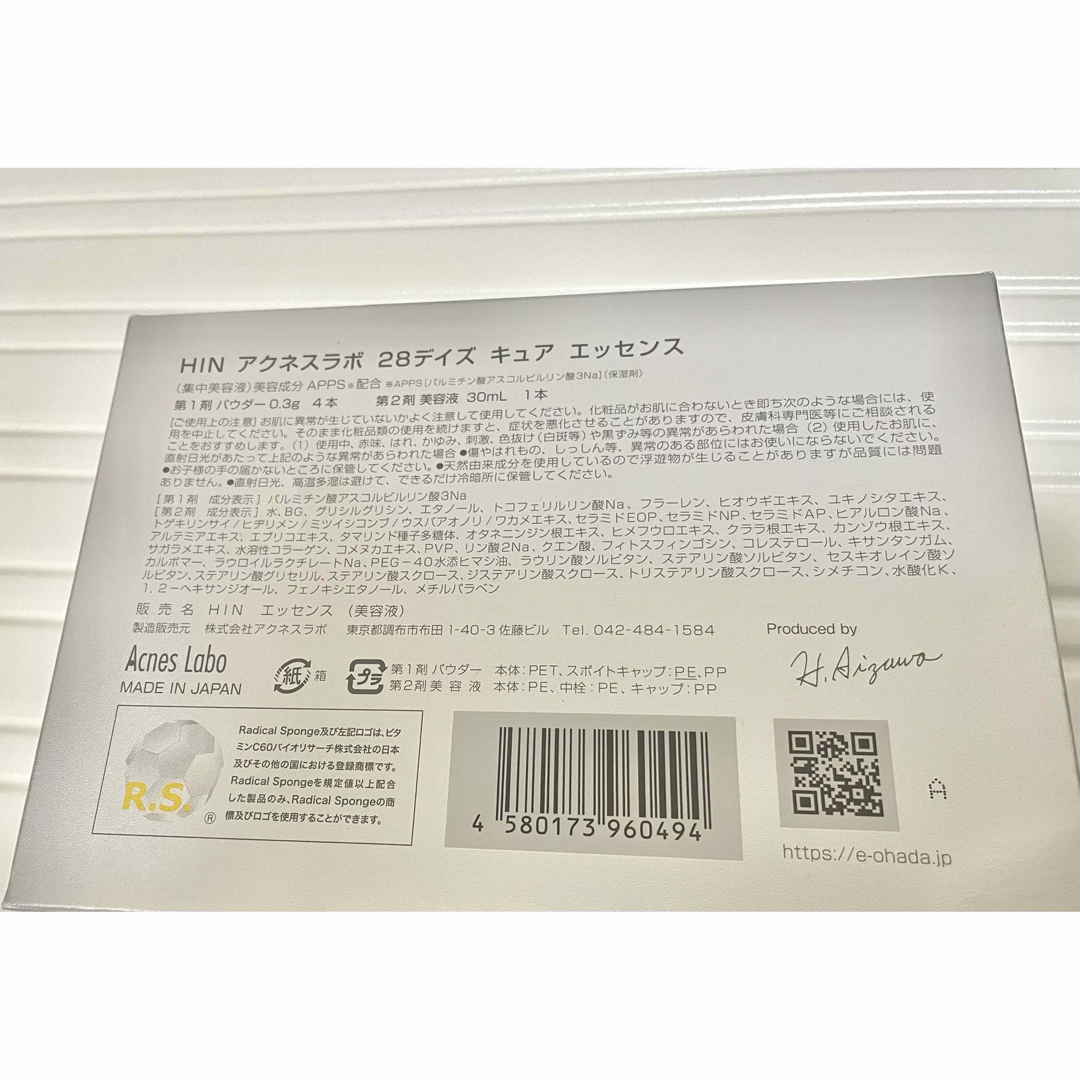 HIN アクネスラボ 28デイズ キュア エッセンス
(集中美容液)美容成分 APPS※配合 ※APPS[パルミチン酸アスコルビルリン酸3Na](保湿剤)
第1剤 パウダー 0.3g 4本 第2剤 美容液 30mL 1本
[ご使用上の注意] お肌に異常が生じていないかよく注意して使用してください。化粧品がお肌に合わないとき即ち次のような場合には、使
用を中止してください。そのまま化粧品類の使用を続けますと、症状を悪化させることがありますので、皮膚科専門医等にご相談される
ことをおすすめします。(1) 使用中、赤味、はれ、かゆみ、刺激、色抜け(白斑等)や黒ずみ等の異常があらわれた場合 (2) 使用したお肌に、
直射日光があたって上記のような異常があらわれた場合 ●傷やはれもの、しっしん等、異常のある部位にはお使いにならないでください。
●お子様の手の届かないところに保管してください。●天然由来成分を使用しているので浮遊物が生じることがありますが品質には問題
ありません。●直射日光、高温多湿は避けて、できるだけ冷暗所に保管してください。
[第1剤 成分表示] パルミチン酸アスコルビルリン酸3Na
[第2剤 成分表示] 水、BG、グリシルグリシン、エタノール、トコフェリルリン酸Na、フラーレン、ヒオウギエキス、ユキノシタエキス、
トゲキリンサイ/ヒヂリメン/ミツイシコンブ/ウスバアオノリ/ワカメエキス、セラミドEOP、セラミドNP、セラミドAP、ヒアルロン酸Na、
アルテミアエキス、エプリコエキス、タマリンド種子多糖体、オタネニンジン根エキス、ヒメフウロエキス、クララ根エキス、カンゾウ根エキス、
サガラメエキス、水溶性コラーゲン、コメヌカエキス、PVP、リン酸2Na、クエン酸、フィトスフィンゴシン、コレステロール、キサンタンガム、
カルボマー、ラウロイルラクチレートNa、PEG-40水添ヒマシ油、ラウリン酸ソルビタン、ステアリン酸ソルビタン、セスキオレイン酸ソ
ルビタン、ステアリン酸グリセリル、ステアリン酸スクロース、ジステアリン酸スクロース、トリステアリン酸スクロース、シメチコン、水酸化K、
1,2-ヘキサンジオール、フェノキシエタノール、メチルパラベン
販売名 HIN エッセンス (美容液)
製造販売元 株式会社アクネスラボ 東京都調布市布田 1-40-3 佐藤ビル Tel. 042-484-1584
Produced by
H. Aizawa
Acnes Labo
MADE IN JAPAN
紙 箱
プラ
第1剤 パウダー 本体:PET、スポイトキャップ:PE、PP
第2剤 美容液 本体:PE、中栓:PE、キャップ:PP
R.S.®
Radical Sponge及び左記ロゴは、ビタ
ミンC60バイオリサーチ株式会社の日本
及びその他の国における登録商標です。
Radical Spongeを規定値以上配合
した製品のみ、Radical Spongeの商
標及びロゴを使用することができます。
4 580173 960494
https://e-ohada.jp
A